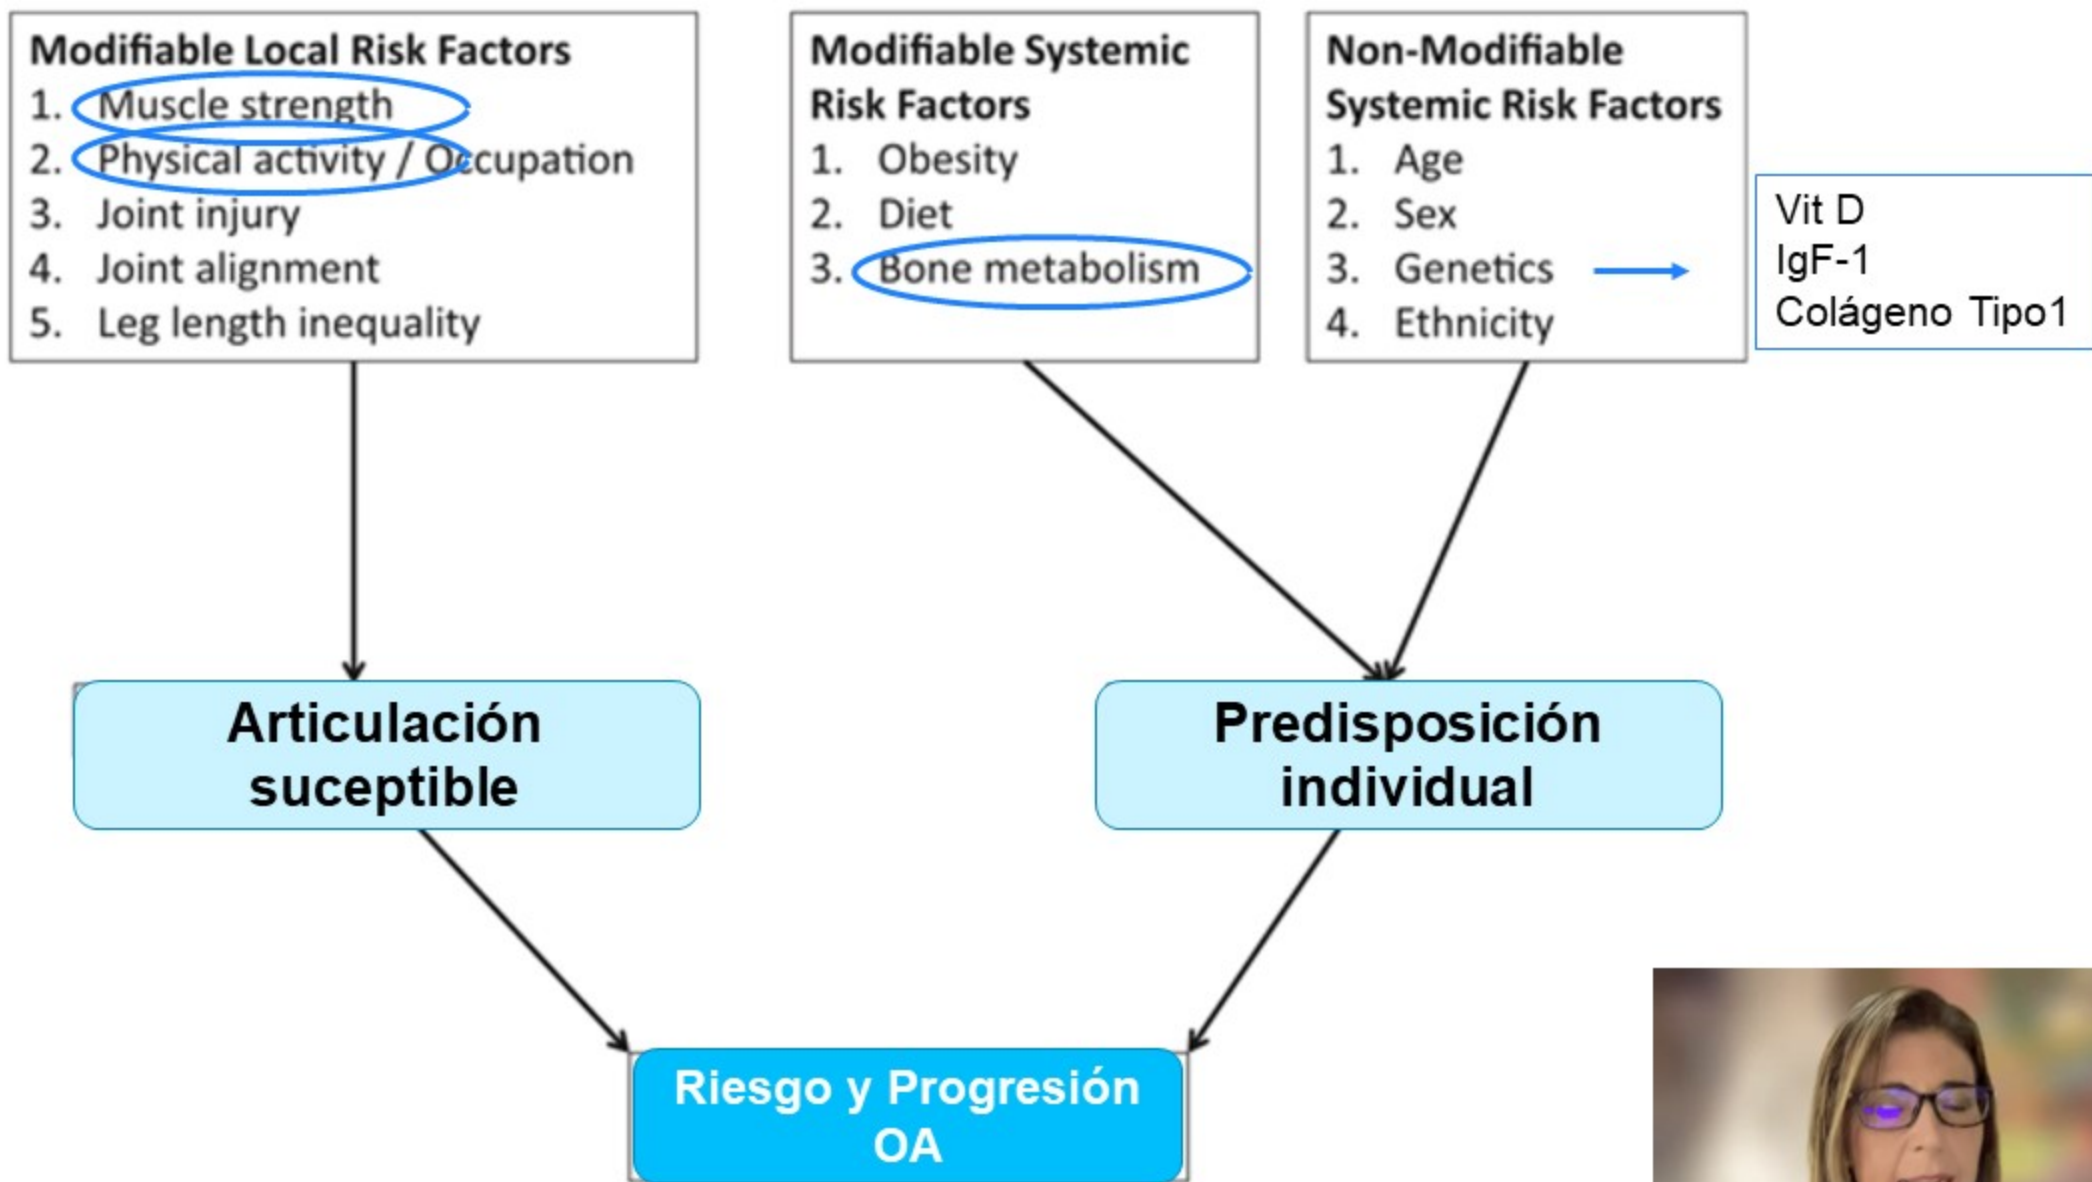 Modifiable Local Risk Factors
1. Muscle strength
2. Physical activity / Occupation
3. Joint injury
4. Joint alignment
5. Leg length inequality
Modifiable Systemic
Risk Factors
1. Obesity
2. Diet
3. Bone metabolism
Non-Modifiable
Systemic Risk Factors
1. Age
2. Sex
3. Genetics
4. Ethnicity
Vit D
IgF-1
Colágeno Tipo1
Articulación
suceptible
Predisposición
individual
Riesgo y Progresión
OA